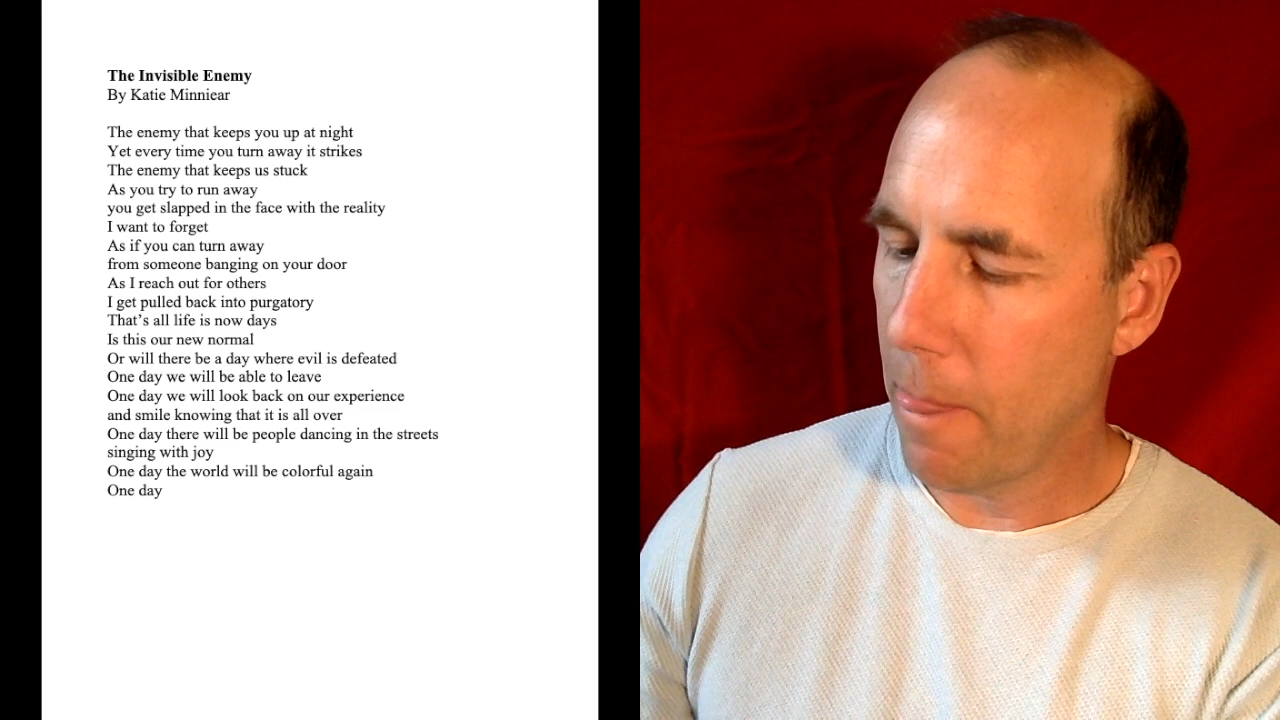 The Invisible Enemy
By Katie Minniear
The enemy that keeps you up at night
Yet every time you turn away it strikes
The enemy that keeps us stuck
As you try to run away
you get slapped in the face with the reality
I want to forget
As if you can turn away
from someone banging on your door
As I reach out for others
I get pulled back into purgatory
That’s all life is now days
Is this our new normal
Or will there be a day where evil is defeated
One day we will be able to leave
One day we will look back on our experience
and smile knowing that it is all over
One day there will be people dancing in the streets
singing with joy
One day the world will be colorful again
One day